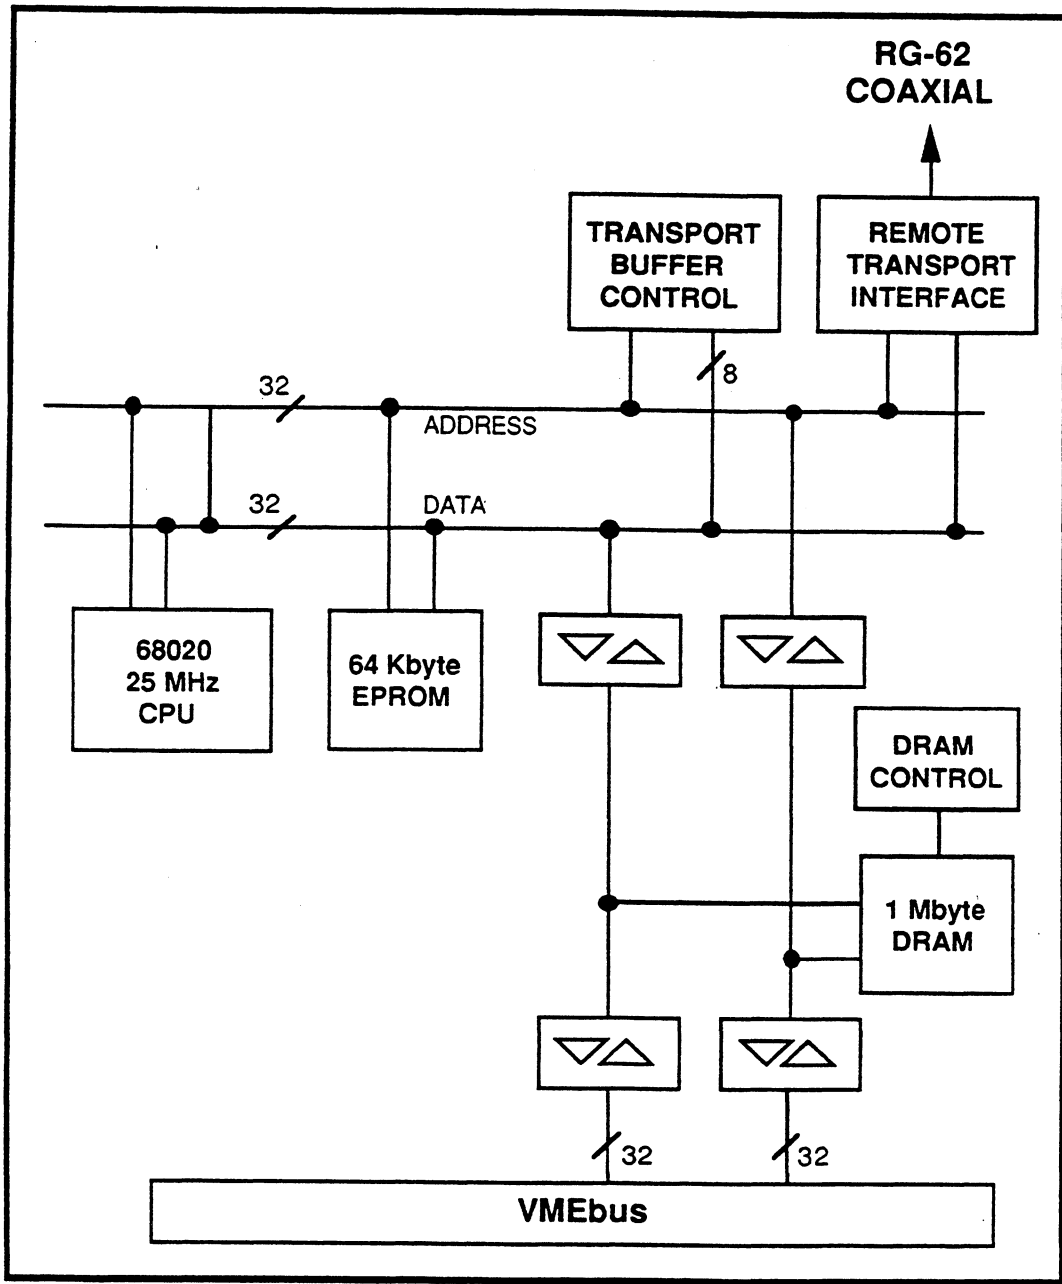 RG-62
COAXIAL
TRANSPORT
BUFFER
CONTROL
REMOTE
TRANSPORT
INTERFACE
8
32
ADDRESS
32
DATA
68020
25 MHz
CPU
64 Kbyte
EPROM
DRAM
CONTROL
1 Mbyte
DRAM
32
32
VMEbus